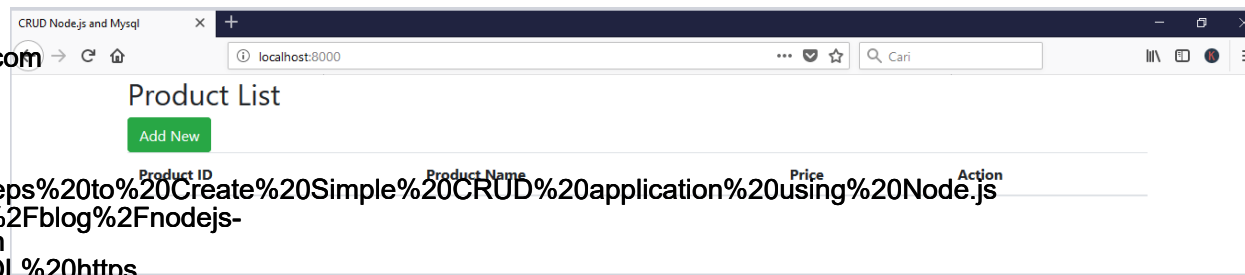 CRUD Node.js and Mysql
com
localhost:8000
Cari
Product List
Add New
Product ID Product Name Price Action
eps%20to%20Create%20Simple%20CRUD%20application%20using%20Node.js
%2Fblog%2Fnodejs-